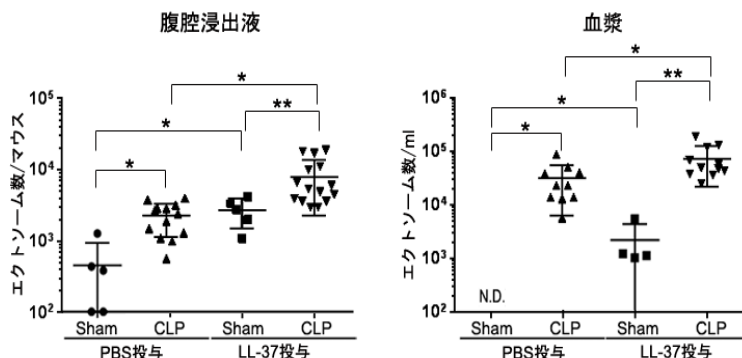 腹腔浸出液
血漿
*
*
*
**
*
*
*
**
エクトソーム数/マウス
10⁵
10⁴
10³
10²
エクトソーム数/ml
10⁶
10⁵
10⁴
10³
10²
N.D.
Sham CLP Sham CLP
PBS投与 LL-37投与
Sham CLP Sham CLP
PBS投与 LL-37投与